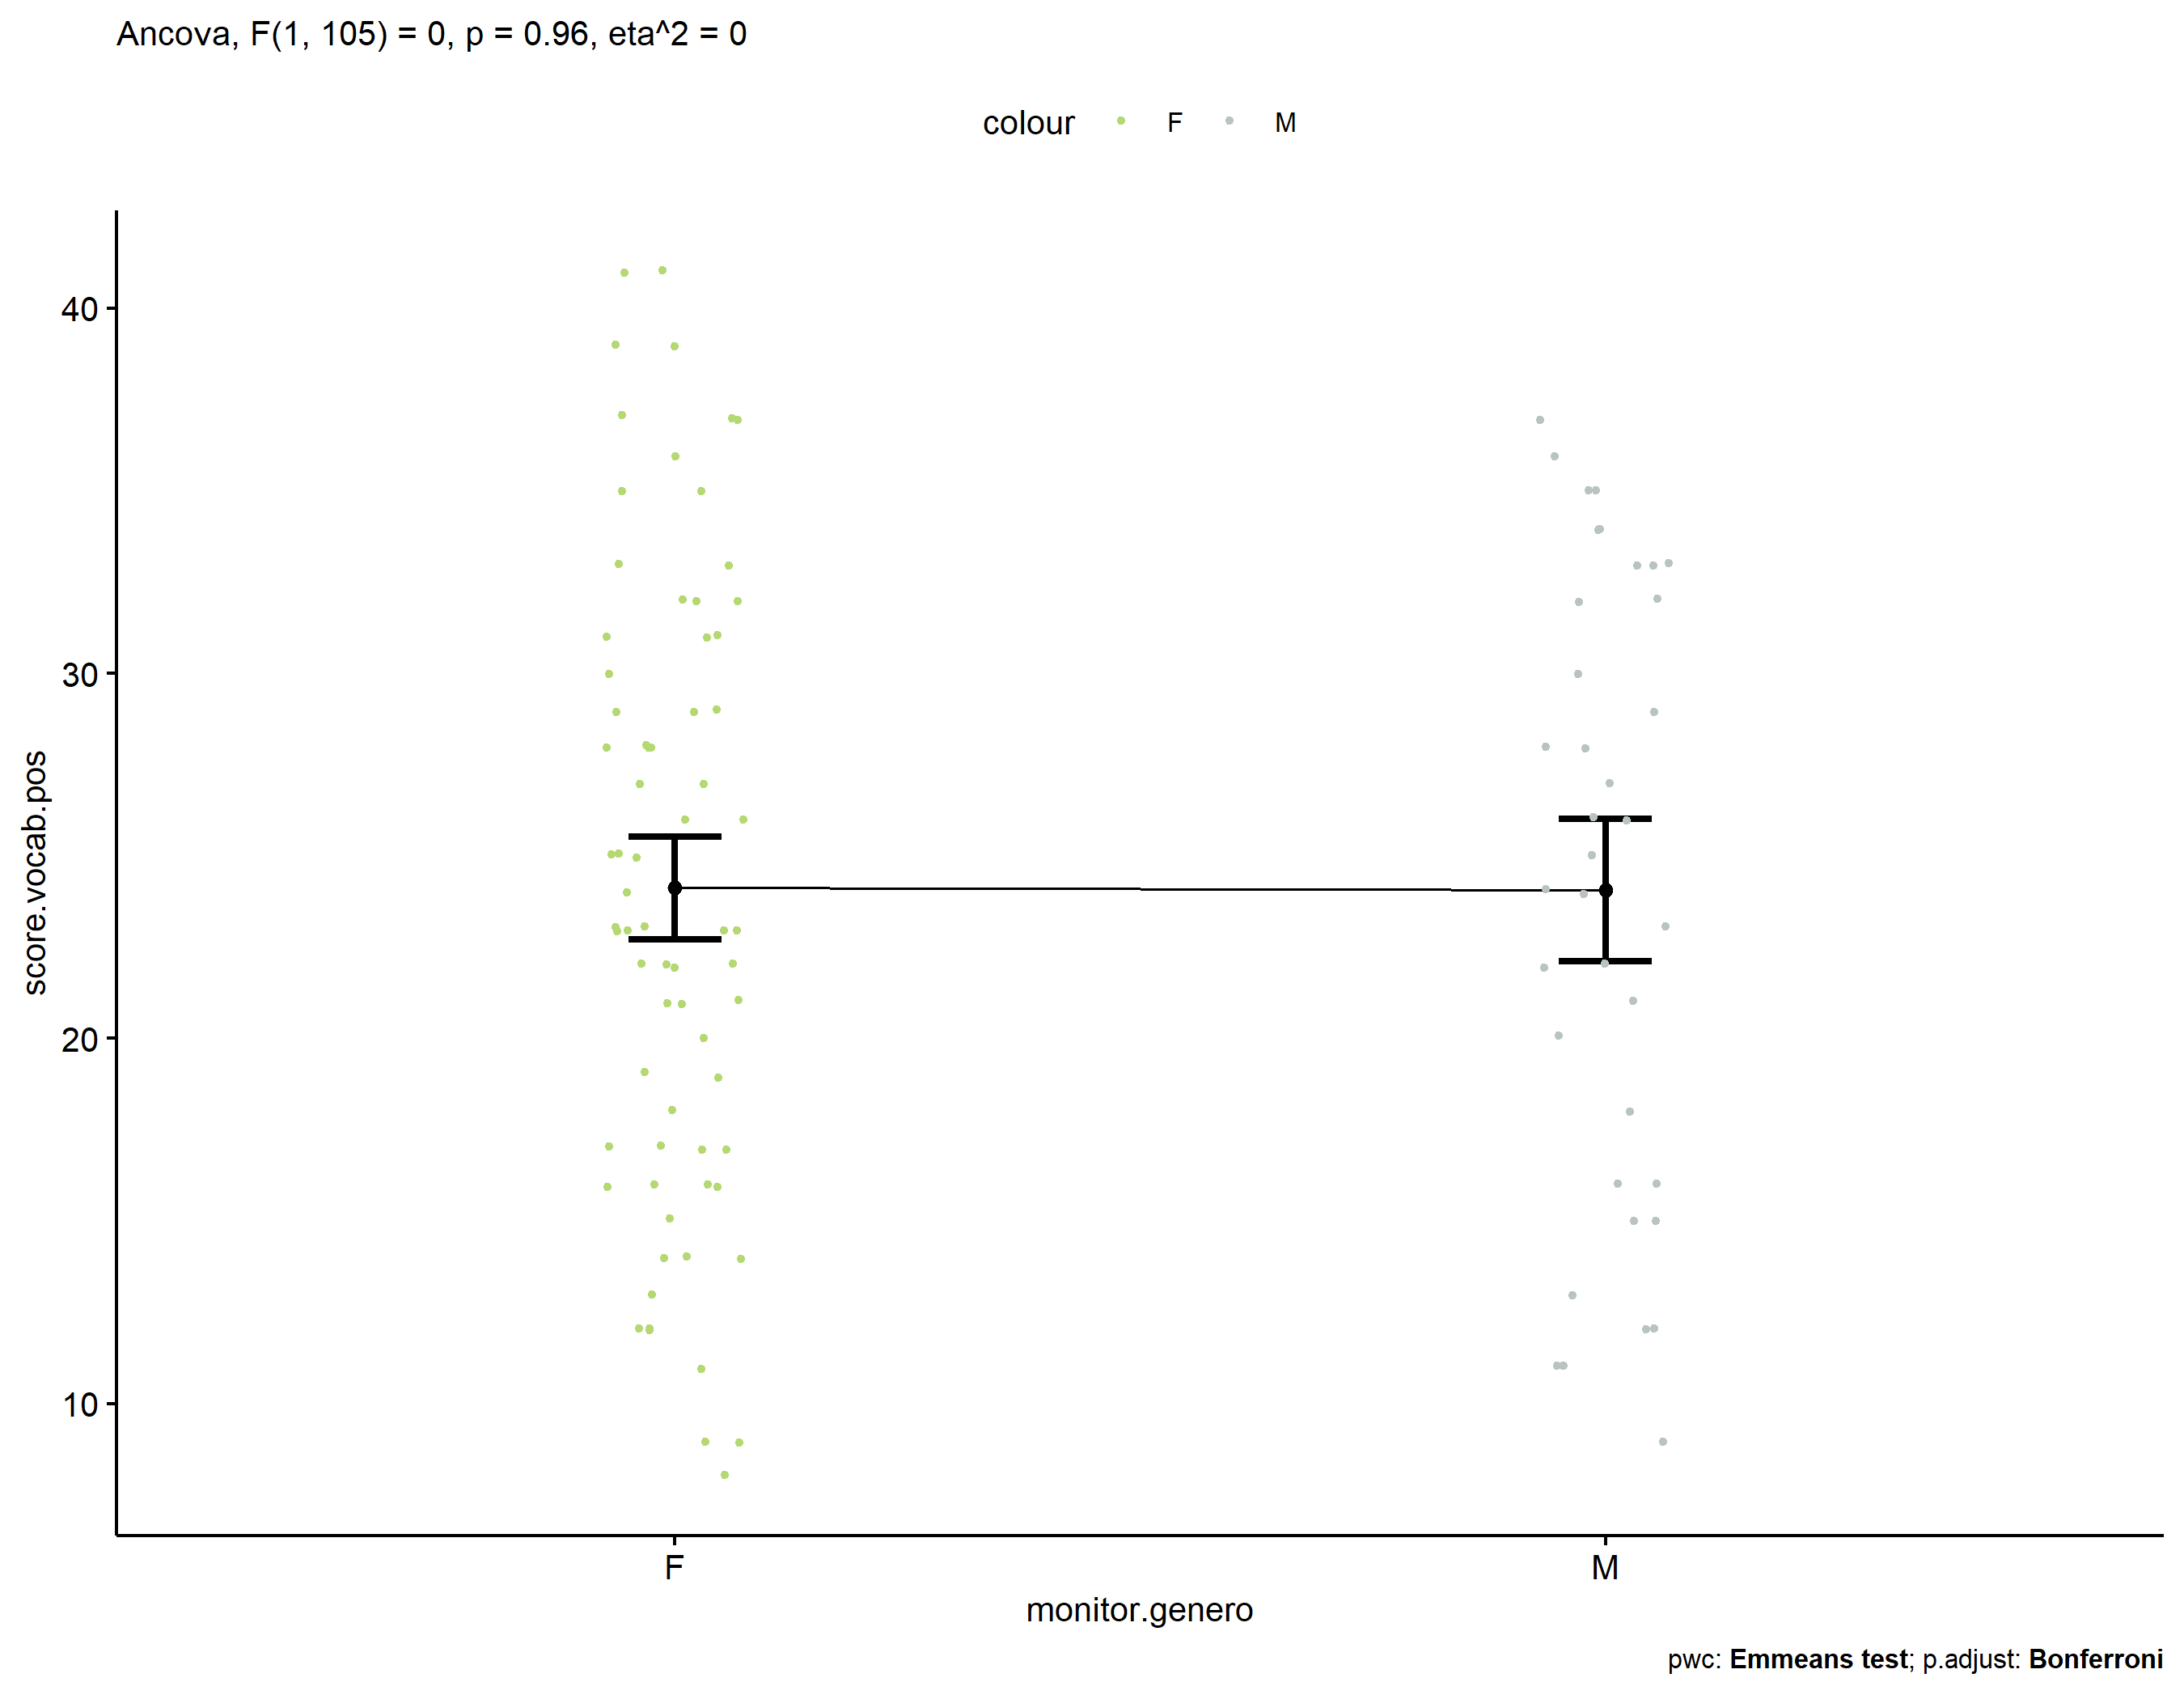 Ancova, F(1, 105) = 0, p = 0.96, eta^2 = 0
colour F M
40
30
20
10
score.vocab.pos
F M
monitor.genero
pwc: Emmeans test; p.adjust: Bonferroni